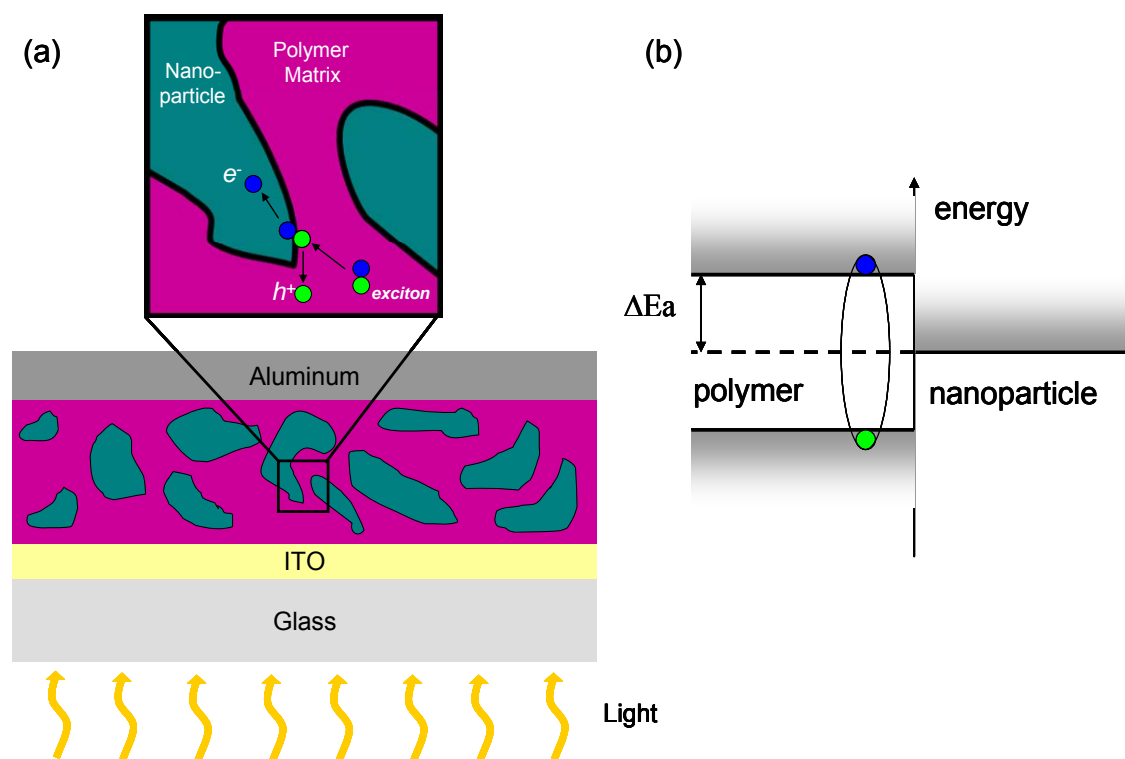 (a)
Nano-
particle
Polymer
Matrix
e-
h+
exciton
Aluminum
ITO
Glass
Light
(b)
energy
ΔEa
polymer
nanoparticle